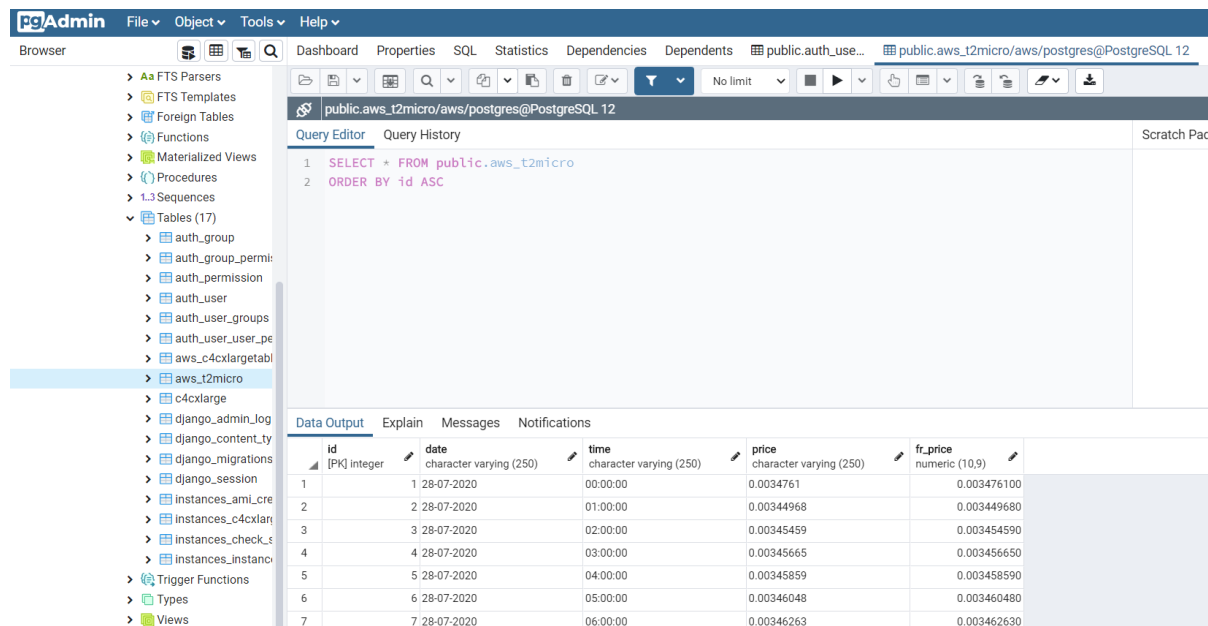 pgAdmin File Object Tools Help
Browser Dashboard Properties SQL Statistics Dependencies Dependents public.auth_use... public.aws_t2micro/aws/postgres@PostgreSQL 12
No limit
public.aws_t2micro/aws/postgres@PostgreSQL 12
Query Editor Query History Scratch Pad
1 SELECT * FROM public.aws_t2micro
2 ORDER BY id ASC
Aa FTS Parsers
FTS Templates
Foreign Tables
Functions
Materialized Views
Procedures
1..3 Sequences
Tables (17)
auth_group
auth_group_permis
auth_permission
auth_user
auth_user_groups
auth_user_user_pe
aws_c4cxlargetabl
aws_t2micro
c4cxlarge
django_admin_log
django_content_ty
django_migrations
django_session
instances_ami_cre
instances_c4cxlarg
instances_check_s
instances_instance
Trigger Functions
Types
Views
Data Output Explain Messages Notifications
id date time price fr_price
[PK] integer character varying (250) character varying (250) character varying (250) numeric (10,9)
1 1 28-07-2020 00:00:00 0.0034761 0.003476100
2 2 28-07-2020 01:00:00 0.00344968 0.003449680
3 3 28-07-2020 02:00:00 0.00345459 0.003454590
4 4 28-07-2020 03:00:00 0.00345665 0.003456650
5 5 28-07-2020 04:00:00 0.00345859 0.003458590
6 6 28-07-2020 05:00:00 0.00346048 0.003460480
7 7 28-07-2020 06:00:00 0.00346263 0.003462630